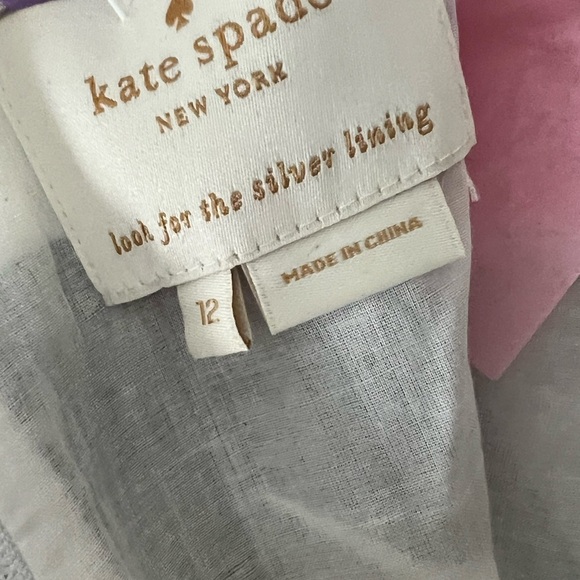 kate spade
NEW YORK
look for the silver lining
12
MADE IN CHINA